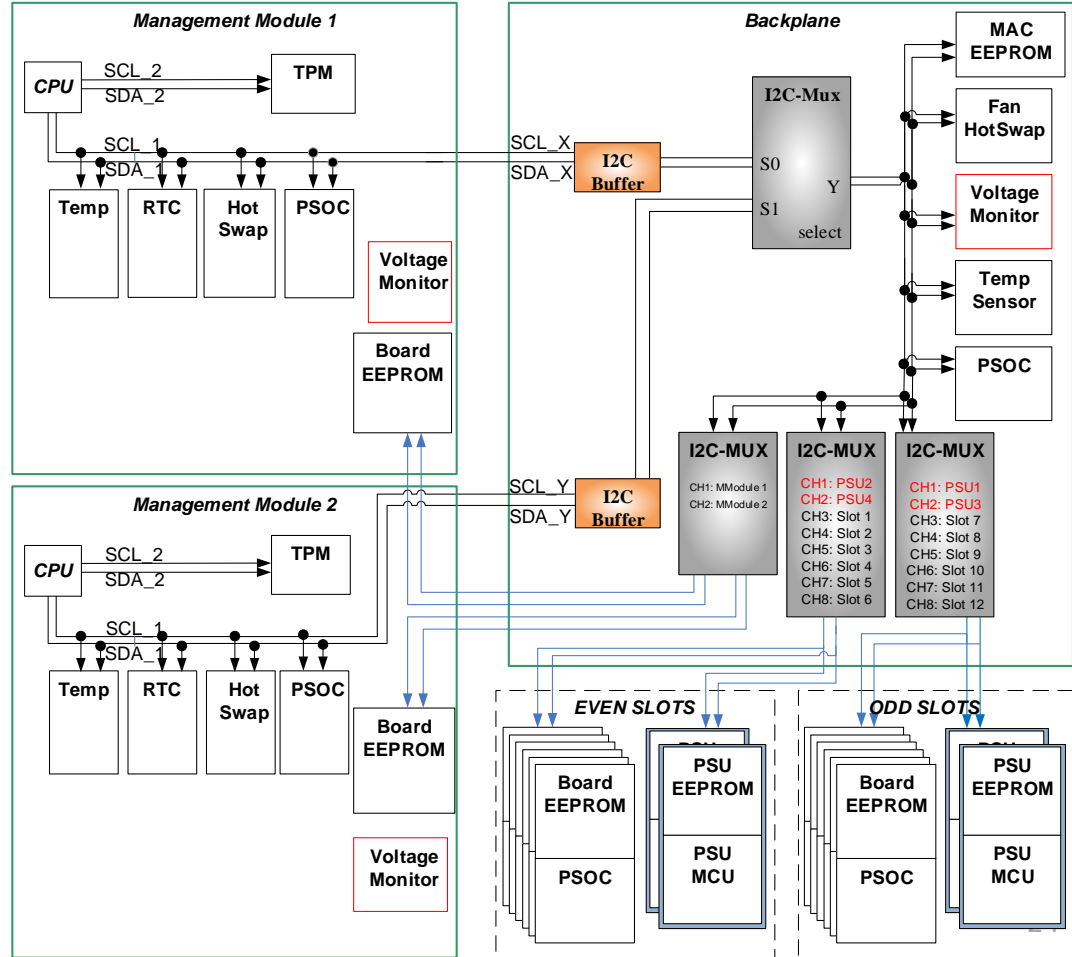 Management Module 1
CPU
SCL_2
SDA_2
TPM
SCL_1
SDA_1
Temp
RTC
Hot
Swap
PSOC
Voltage
Monitor
Board
EEPROM
Management Module 2
CPU
SCL_2
SDA_2
TPM
SCL_1
SDA_1
Temp
RTC
Hot
Swap
PSOC
Board
EEPROM
Voltage
Monitor
Backplane
SCL_X
SDA_X
I2C
Buffer
I2C-Mux
S0
Y
S1
select
MAC
EEPROM
Fan
HotSwap
Voltage
Monitor
Temp
Sensor
PSOC
SCL_Y
SDA_Y
I2C
Buffer
I2C-MUX
CH1: MModule 1
CH2: MModule 2
I2C-MUX
CH1: PSU2
CH2: PSU4
CH3: Slot 1
CH4: Slot 2
CH5: Slot 3
CH6: Slot 4
CH7: Slot 5
CH8: Slot 6
I2C-MUX
CH1: PSU1
CH2: PSU3
CH3: Slot 7
CH4: Slot 8
CH5: Slot 9
CH6: Slot 10
CH7: Slot 11
CH8: Slot 12
EVEN SLOTS
Board
EEPROM
PSOC
PSU
PSU
EEPROM
PSU
MCU
ODD SLOTS
Board
EEPROM
PSOC
PSU
PSU
EEPROM
PSU
MCU